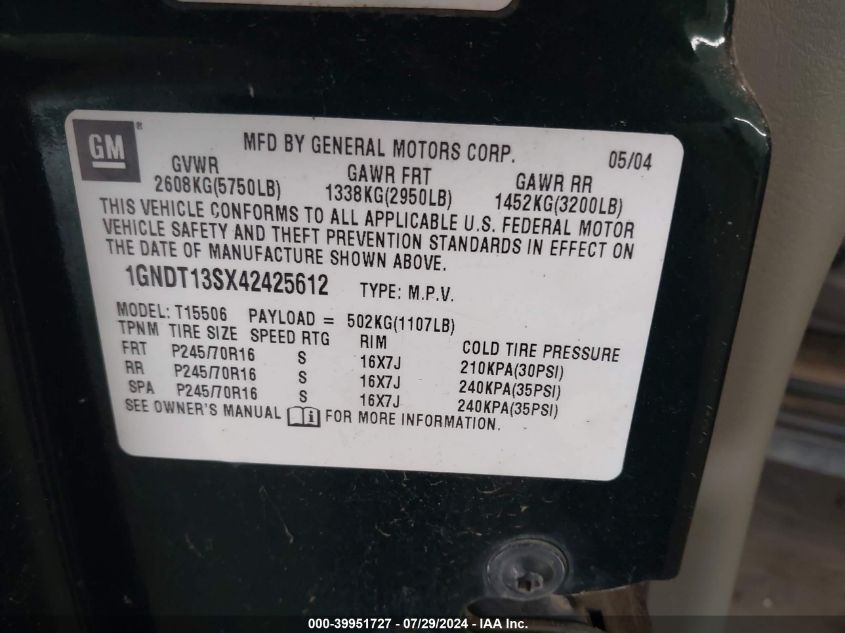 GM ®
MFD BY GENERAL MOTORS CORP. 05/04
GVWR GAWR FRT GAWR RR
2608KG(5750LB) 1338KG(2950LB) 1452KG(3200LB)
THIS VEHICLE CONFORMS TO ALL APPLICABLE U.S. FEDERAL MOTOR
VEHICLE SAFETY AND THEFT PREVENTION STANDARDS IN EFFECT ON
THE DATE OF MANUFACTURE SHOWN ABOVE.
1GNDT13SX42425612 TYPE: M.P.V.
MODEL: T15506 PAYLOAD = 502KG(1107LB)
TPNM TIRE SIZE SPEED RTG RIM COLD TIRE PRESSURE
FRT P245/70R16 S 16X7J 210KPA(30PSI)
RR P245/70R16 S 16X7J 240KPA(35PSI)
SPA P245/70R16 S 16X7J 240KPA(35PSI)
SEE OWNER'S MANUAL i FOR MORE INFORMATION.
000-39951727 - 07/29/2024 - IAAI.com